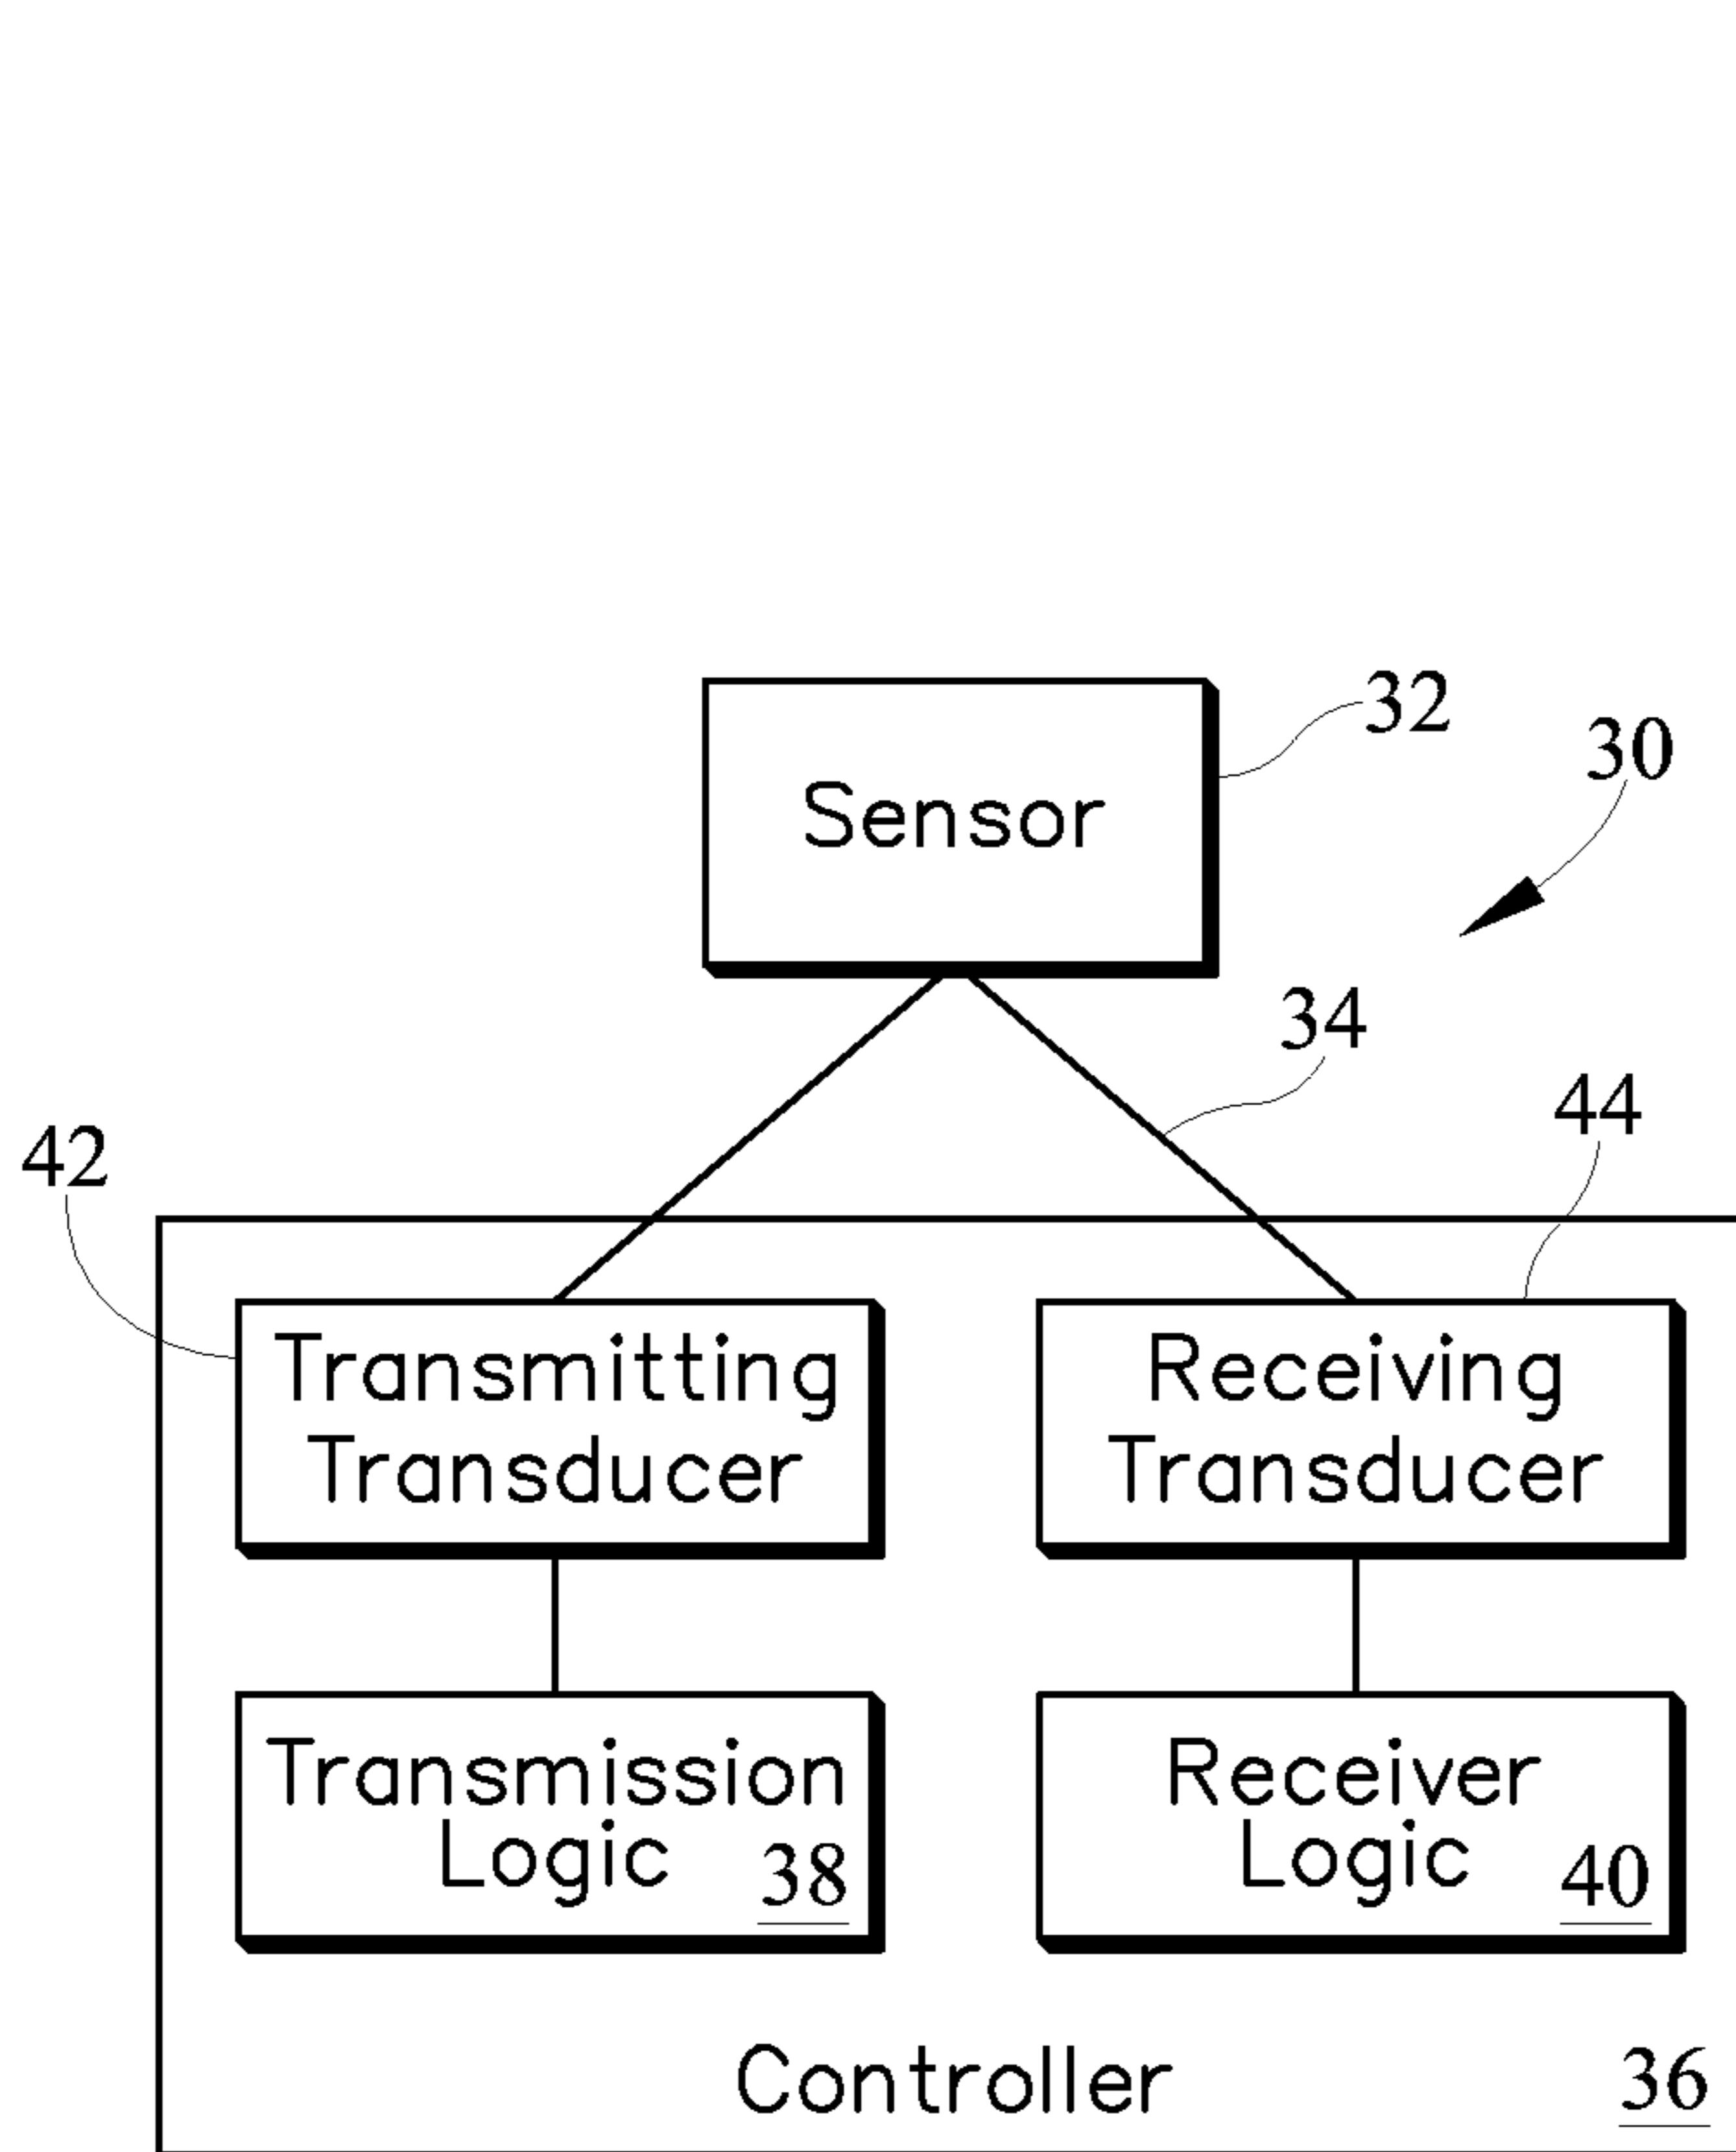 32
30
Sensor
34
44
42
Transmitting
Transducer
Receiving
Transducer
Transmission
Logic
38
Receiver
Logic
40
Controller
36